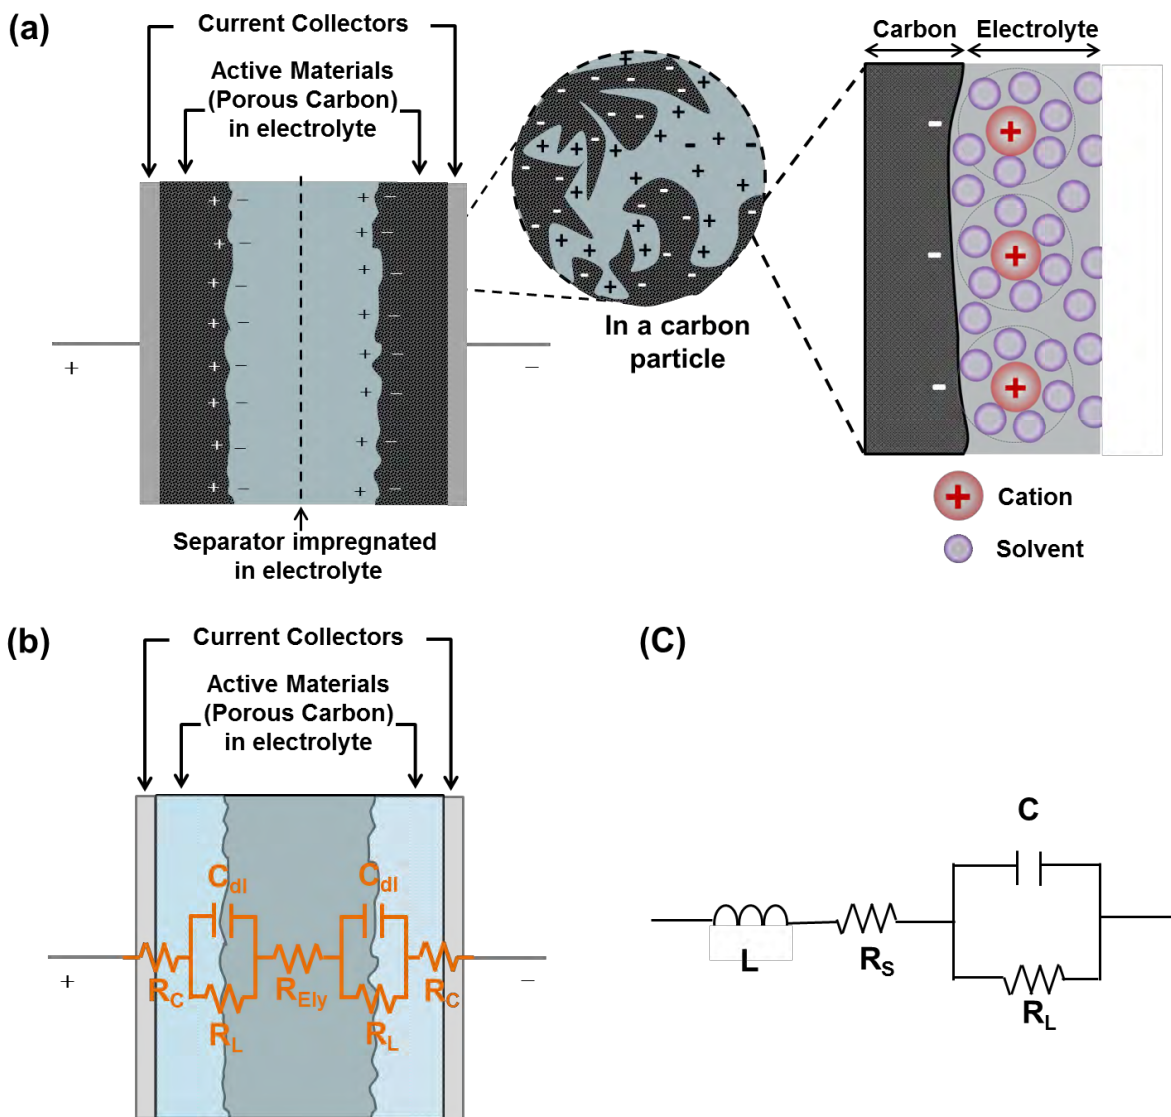 (a)
Current Collectors
Active Materials
(Porous Carbon)
in electrolyte
+
−
Separator impregnated
in electrolyte
In a carbon
particle
Carbon
Electrolyte
Cation
Solvent
(b)
Current Collectors
Active Materials
(Porous Carbon)
in electrolyte
Cdl
Cdl
+
RC
REly
RC
−
RL
RL
(C)
C
L
RS
RL